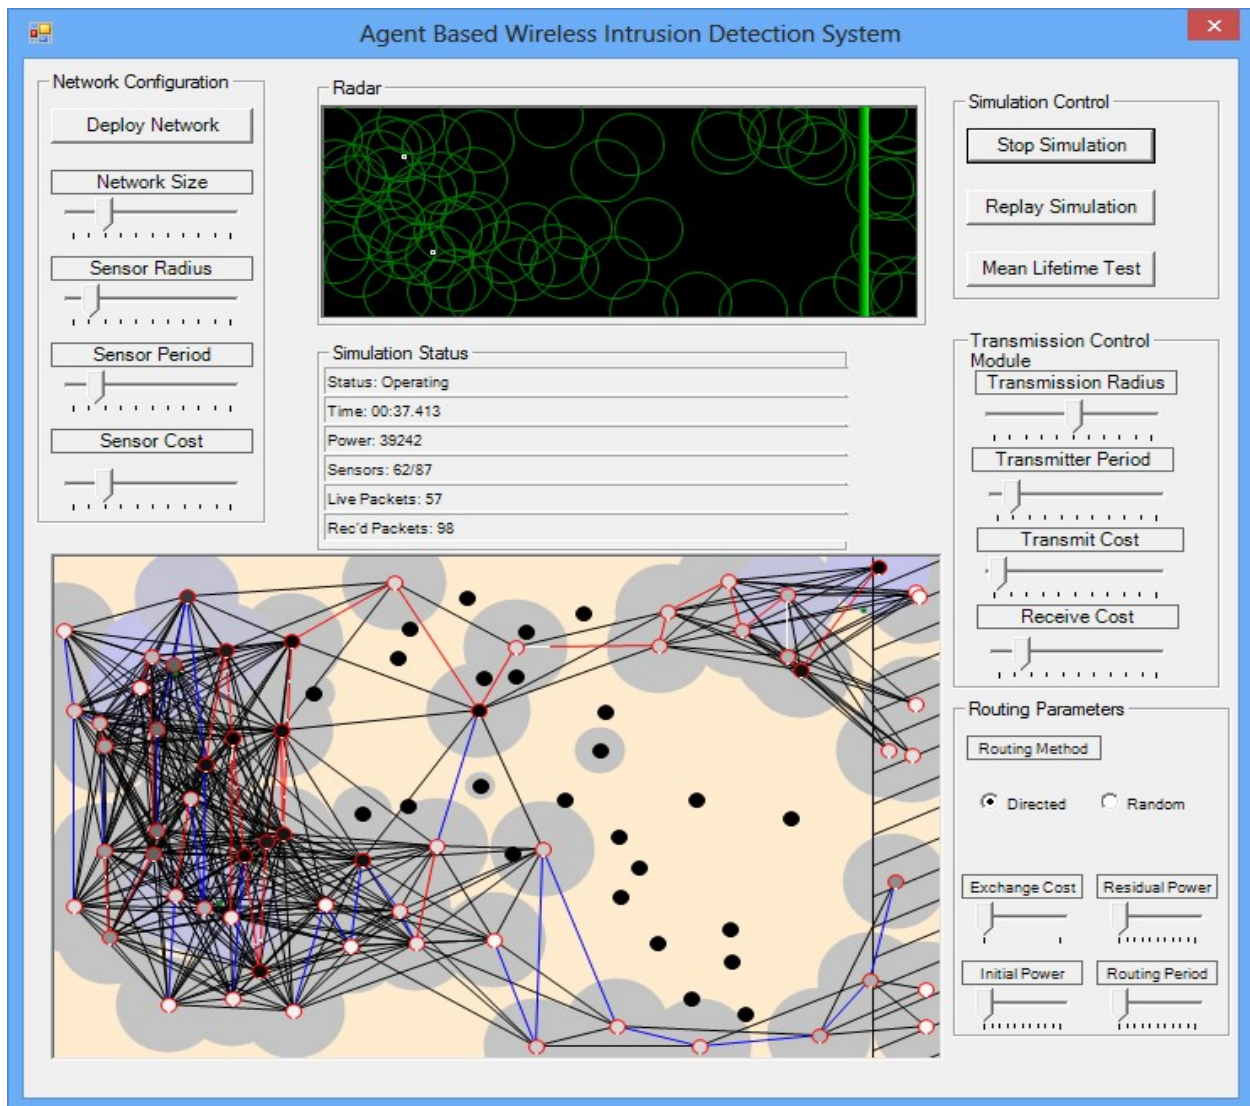 Agent Based Wireless Intrusion Detection System
Network Configuration
Deploy Network
Network Size
Sensor Radius
Sensor Period
Sensor Cost
Radar
Simulation Status
Status: Operating
Time: 00:37.413
Power: 39242
Sensors: 62/87
Live Packets: 57
Rec'd Packets: 98
Simulation Control
Stop Simulation
Replay Simulation
Mean Lifetime Test
Transmission Control
Module
Transmission Radius
Transmitter Period
Transmit Cost
Receive Cost
Routing Parameters
Routing Method
Directed Random
Exchange Cost Residual Power
Initial Power Routing Period